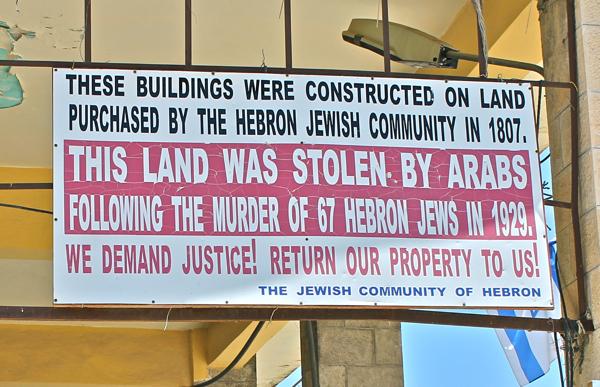 THESE BUILDINGS WERE CONSTRUCTED ON LAND
PURCHASED BY THE HEBRON JEWISH COMMUNITY IN 1807.
THIS LAND WAS STOLEN BY ARABS
FOLLOWING THE MURDER OF 67 HEBRON JEWS IN 1929.
WE DEMAND JUSTICE! RETURN OUR PROPERTY TO US!
THE JEWISH COMMUNITY OF HEBRON